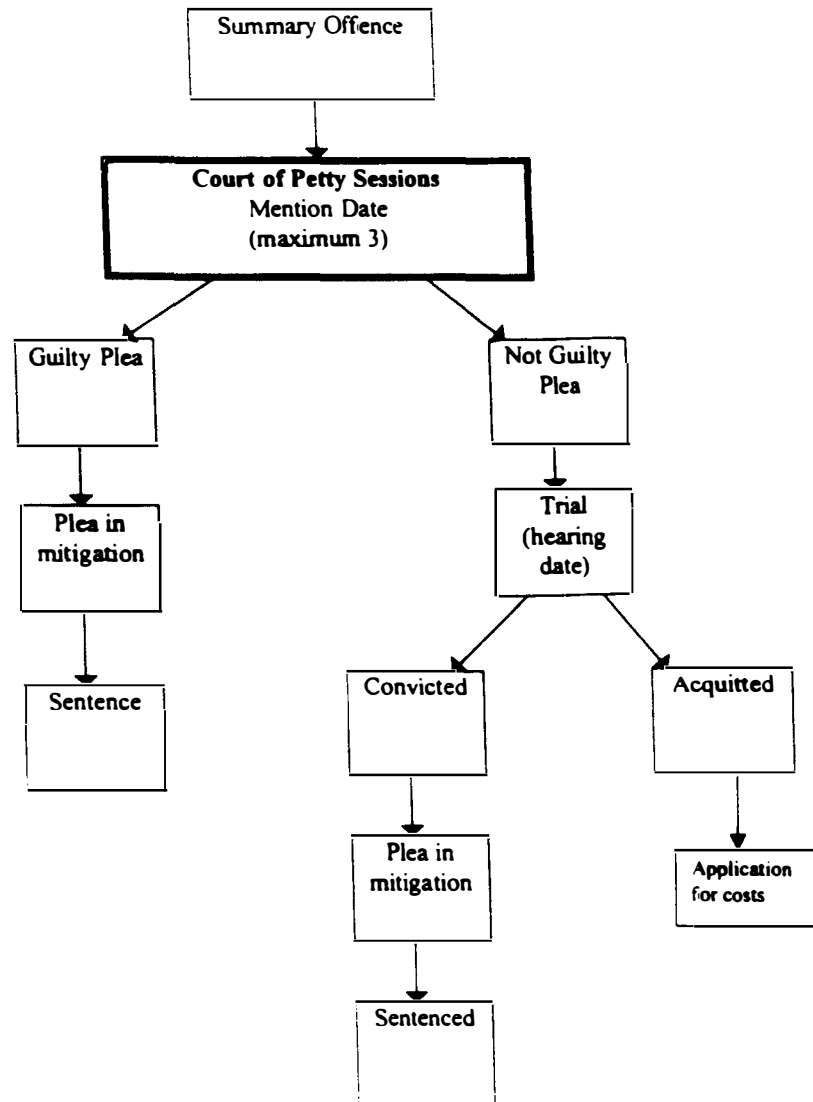 Summary Offence
Court of Petty Sessions
Mention Date
(maximum 3)
Guilty Plea
Not Guilty
Plea
Plea in
mitigation
Trial
(hearing
date)
Sentence
Convicted
Acquitted
Plea in
mitigation
Application
for costs
Sentenced